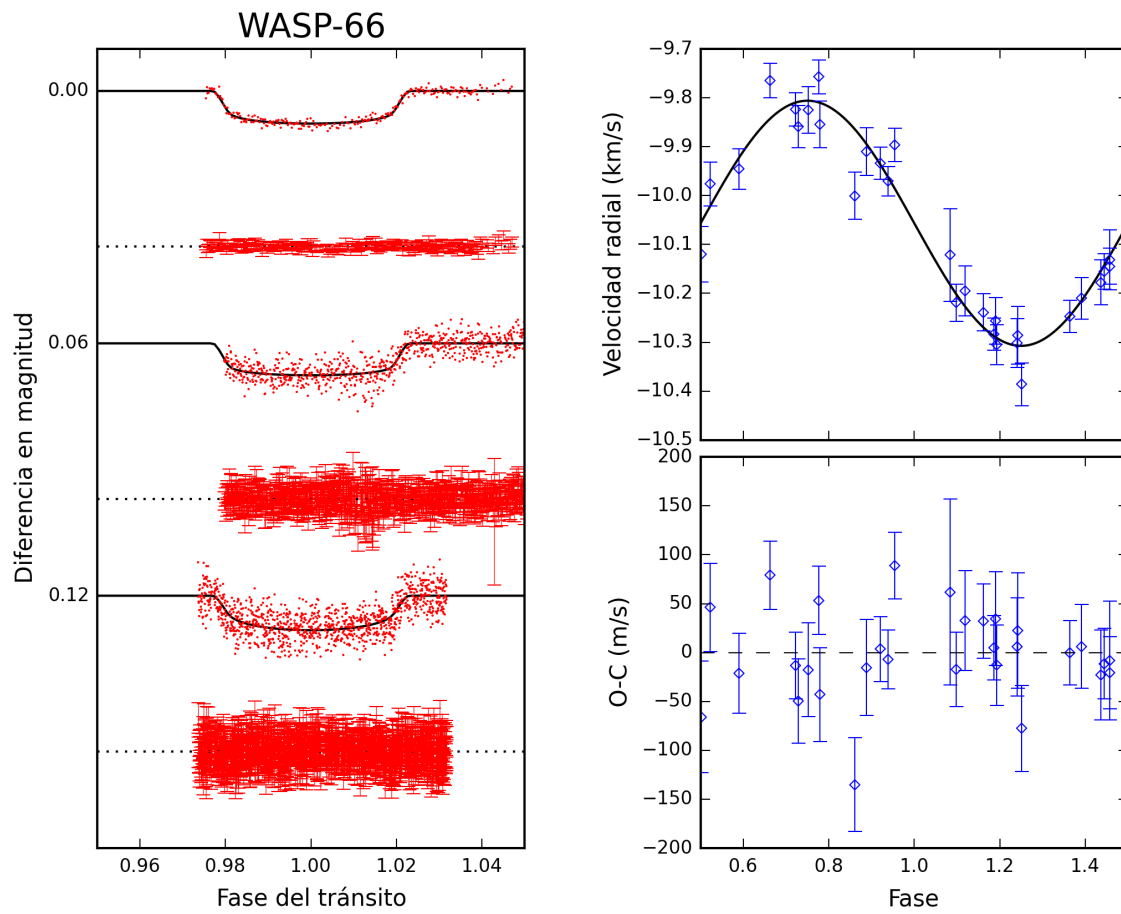 WASP-66
0.00
0.06
0.12
Diferencia en magnitud
0.96 0.98 1.00 1.02 1.04
Fase del tránsito
−9.7
−9.8
−9.9
−10.0
−10.1
−10.2
−10.3
−10.4
−10.5
Velocidad radial (km/s)
200
150
100
50
0
−50
−100
−150
−200
O-C (m/s)
0.6 0.8 1.0 1.2 1.4
Fase